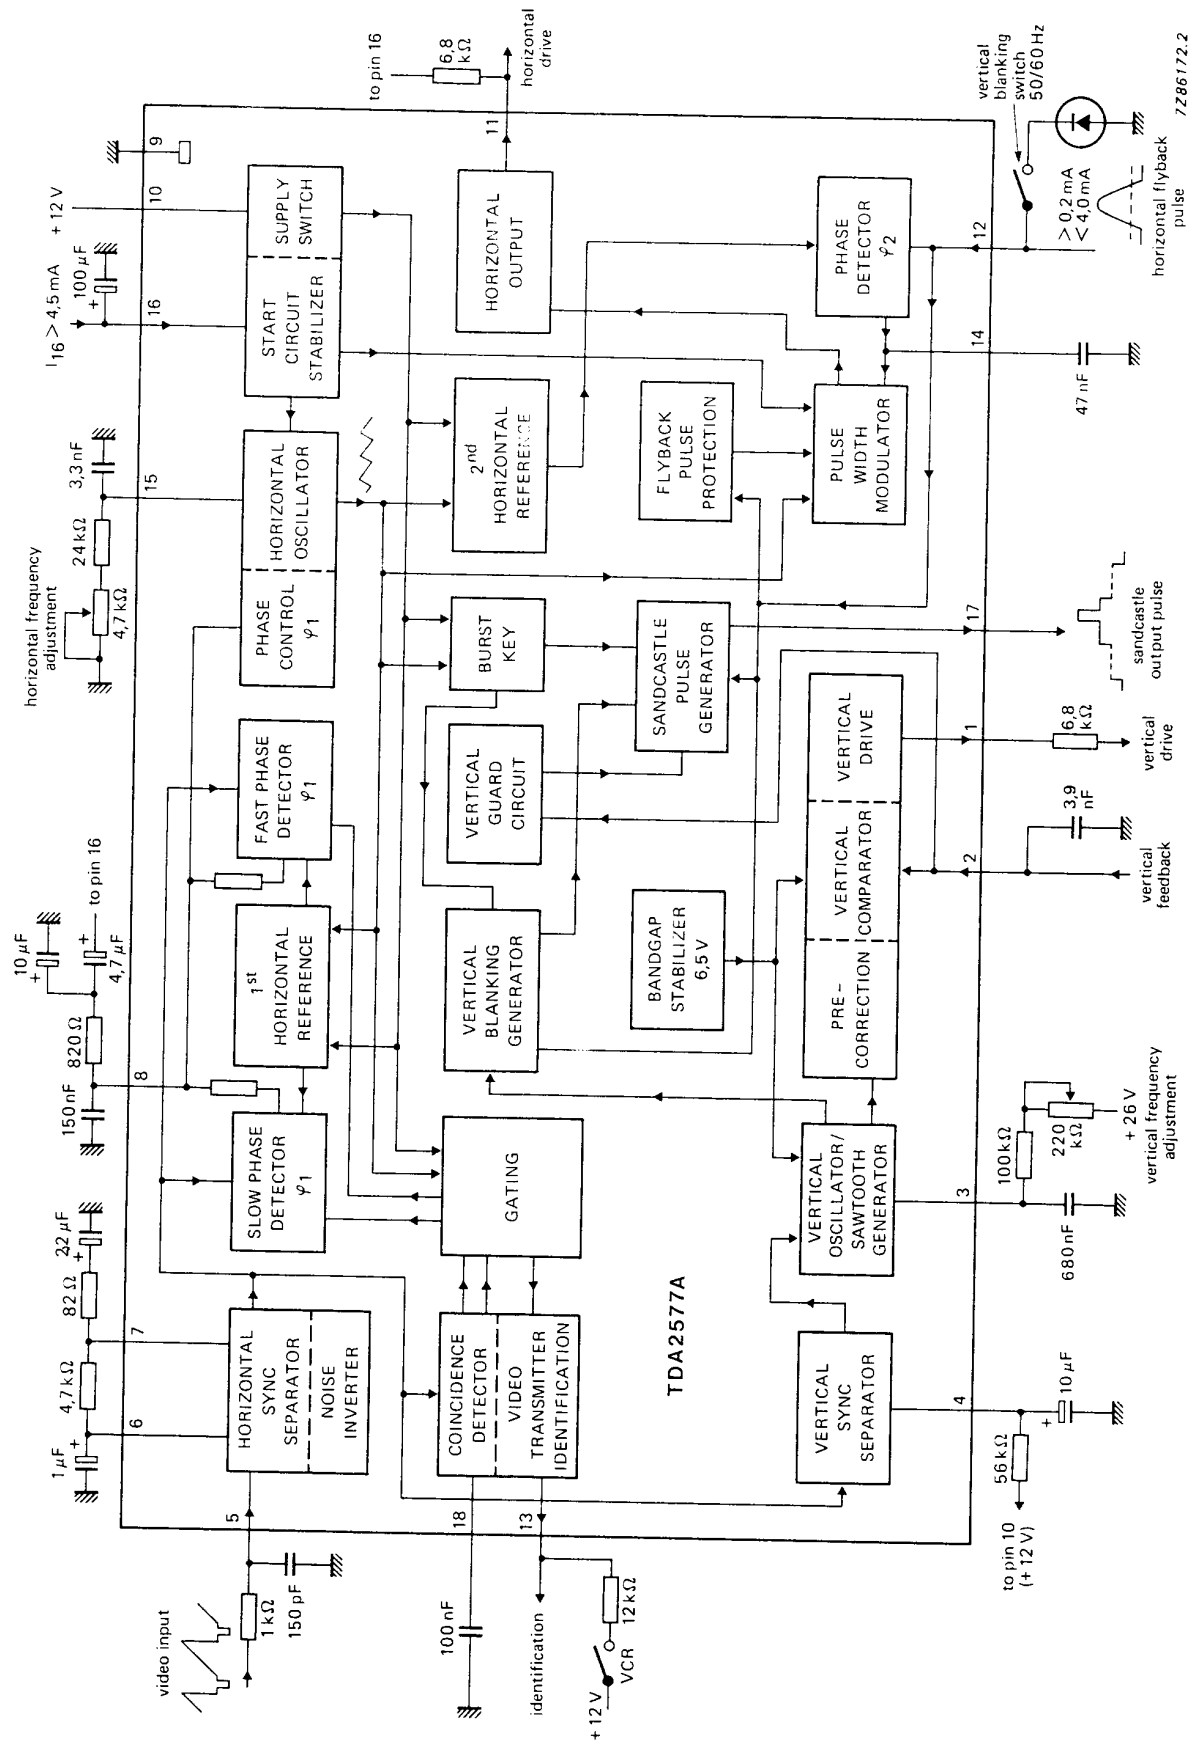 video input
1 kΩ
150 pF
5
1 μF
+
6
4,7 kΩ
7
82 Ω
22 μF
+
150 nF
8
820 Ω
10 μF
+
4,7 μF
+
to pin 16
horizontal frequency
adjustment
4,7 kΩ
24 kΩ
3,3 nF
15
I16 > 4,5 mA
+
100 μF
16
+ 12 V
10
9
to pin 16
6,8
kΩ
11
horizontal
drive
HORIZONTAL
SYNC
SEPARATOR
NOISE
INVERTER
SLOW PHASE
DETECTOR
φ1
1st
HORIZONTAL
REFERENCE
FAST PHASE
DETECTOR
φ1
PHASE
CONTROL
φ1
HORIZONTAL
OSCILLATOR
START
CIRCUIT
STABILIZER
SUPPLY
SWITCH
100 nF
18
13
identification
+ 12 V
VCR
12 kΩ
COINCIDENCE
DETECTOR
VIDEO
TRANSMITTER
IDENTIFICATION
GATING
VERTICAL
BLANKING
GENERATOR
VERTICAL
GUARD
CIRCUIT
BURST
KEY
2nd
HORIZONTAL
REFERENCE
HORIZONTAL
OUTPUT
TDA2577A
BANDGAP
STABILIZER
6,5 V
SANDCASTLE
PULSE
GENERATOR
FLYBACK
PULSE
PROTECTION
VERTICAL
SYNC
SEPARATOR
VERTICAL
OSCILLATOR/
SAWTOOTH
GENERATOR
PRE-
CORRECTION
VERTICAL
COMPARATOR
VERTICAL
DRIVE
PULSE
WIDTH
MODULATOR
PHASE
DETECTOR
φ2
4
56 kΩ
to pin 10
(+ 12 V)
+
10 μF
3
680 nF
100 kΩ
220
kΩ
+ 26 V
vertical frequency
adjustment
2
3,9
nF
vertical
feedback
1
6,8
kΩ
vertical
drive
17
sandcastle
output pulse
14
47 nF
12
> 0,2 mA
< 4,0 mA
horizontal flyback
pulse
vertical
blanking
switch
50/60 Hz
7Z86172.2